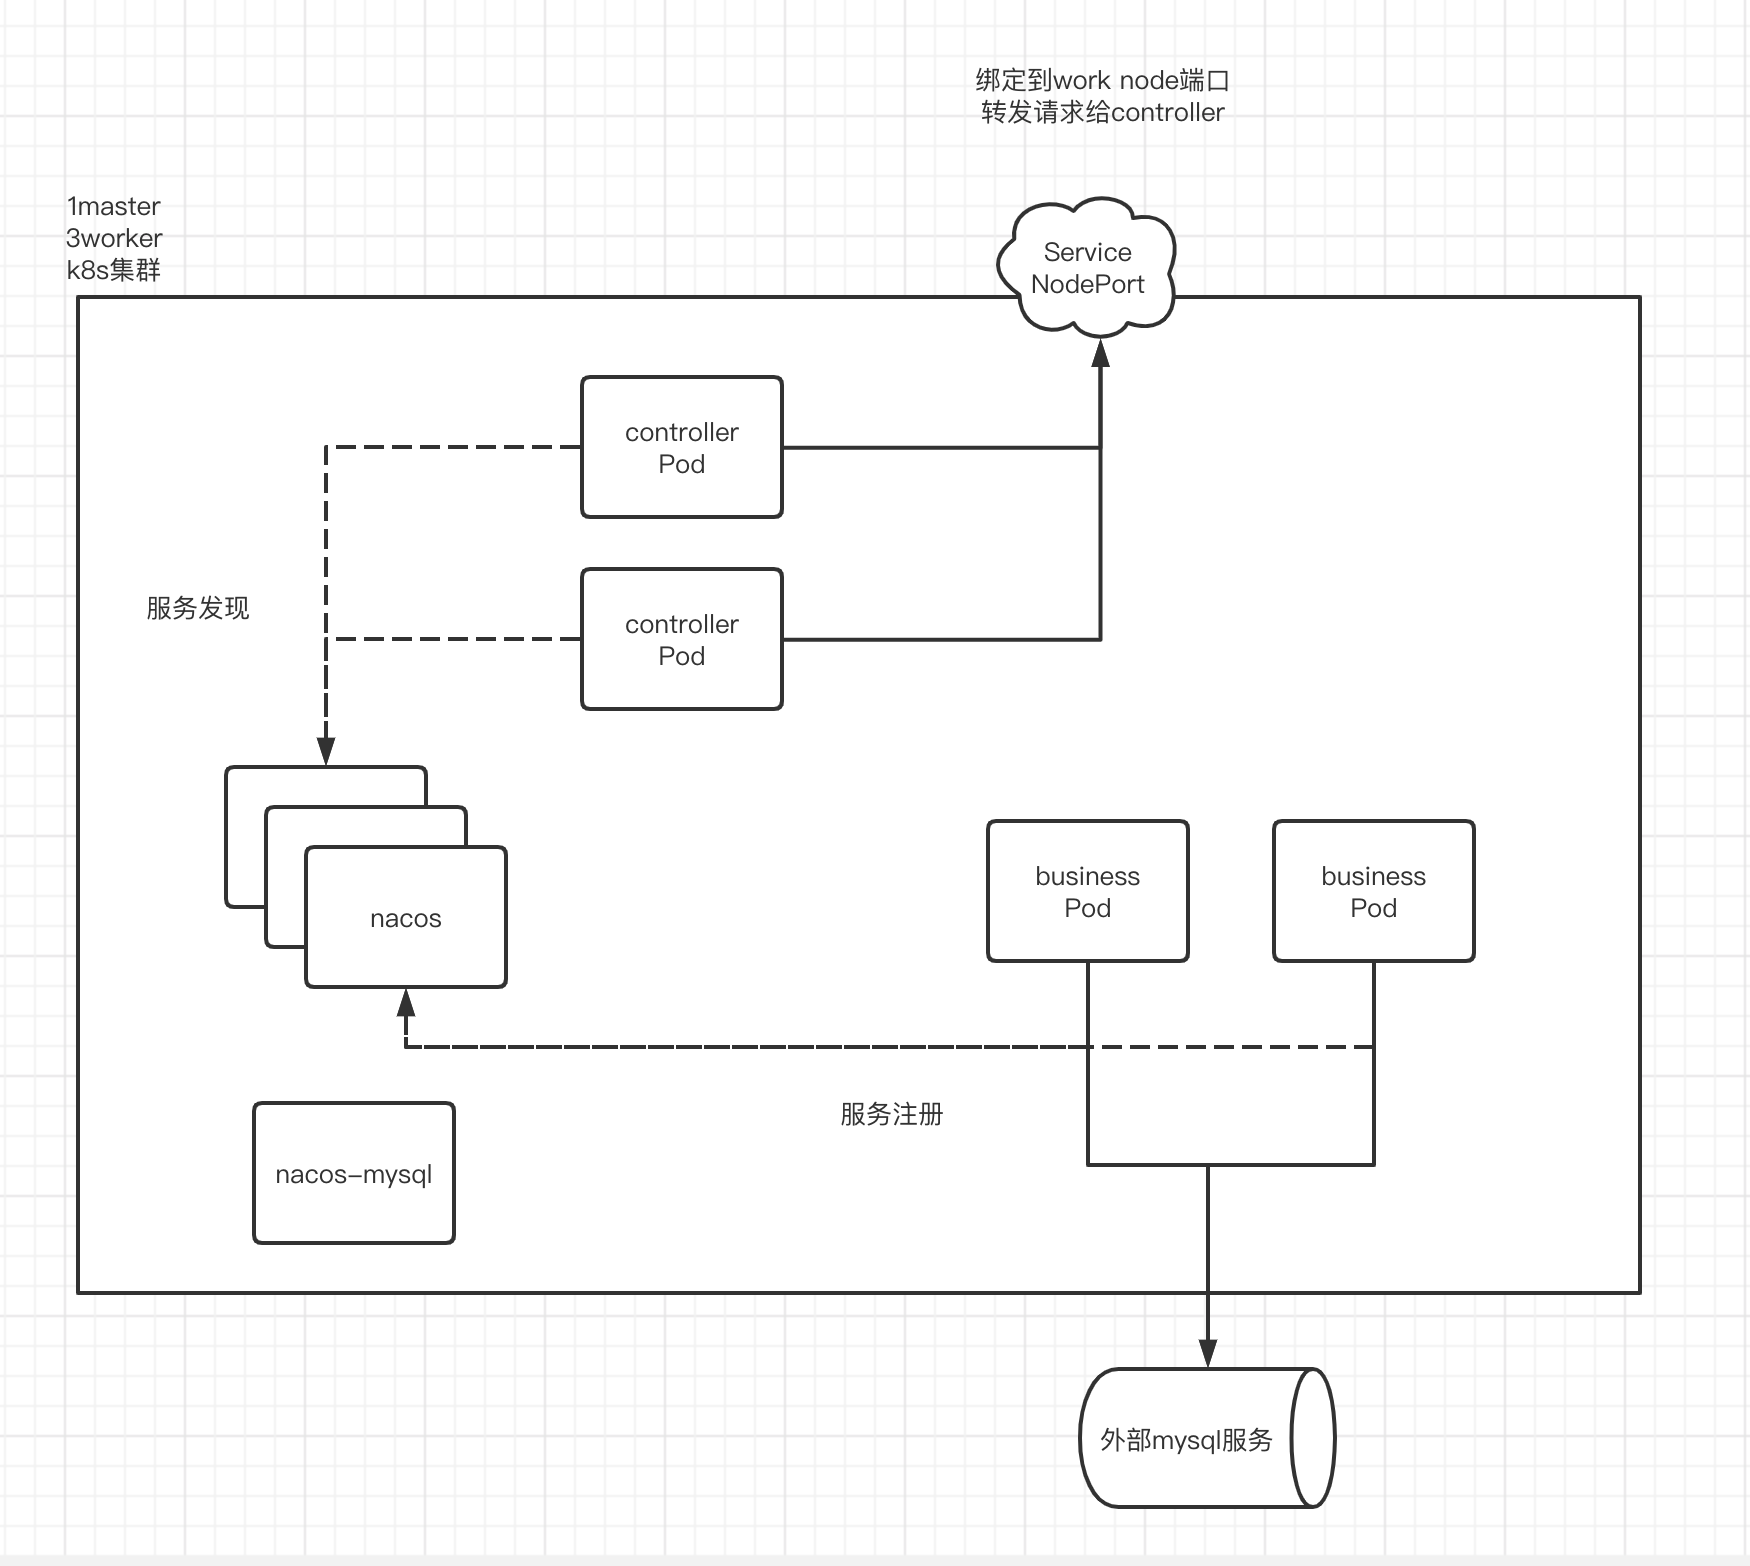 绑定到work node端口
转发请求给controller
1master
3worker
k8s集群
Service
NodePort
controller
Pod
controller
Pod
服务发现
nacos
business
Pod
business
Pod
服务注册
nacos-mysql
外部mysql服务